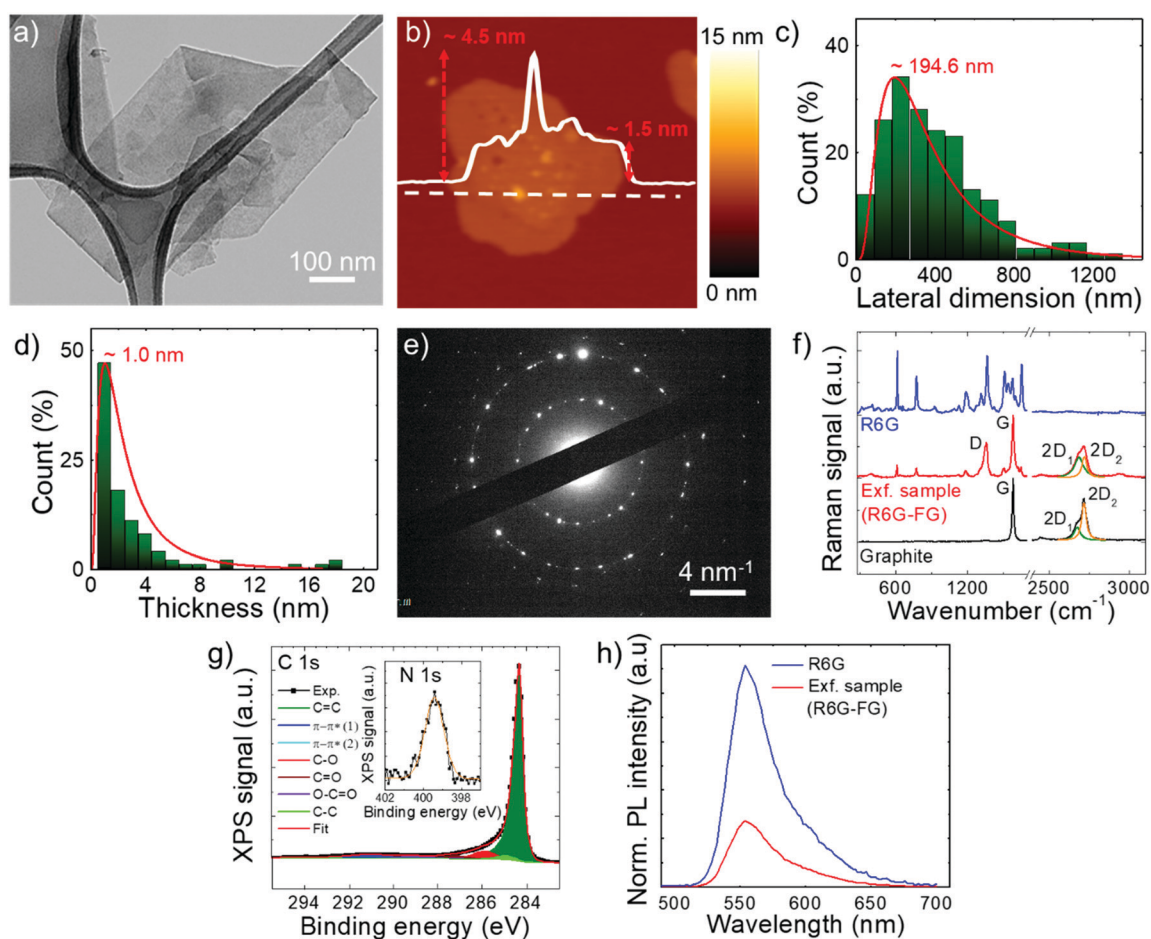 a)
100 nm
b)
~ 4.5 nm
~ 1.5 nm
15 nm
0 nm
c)
40
20
0
Count (%)
~ 194.6 nm
0 400 800 1200
Lateral dimension (nm)
d)
50
25
0
Count (%)
~ 1.0 nm
0 4 8 12 16 20
Thickness (nm)
e)
4 nm⁻¹
f)
Raman signal (a.u.)
R6G
D
G
2D₁ 2D₂
Exf. sample
(R6G-FG)
G
2D₁ 2D₂
Graphite
600 1200 2500 3000
Wavenumber (cm⁻¹)
g)
XPS signal (a.u.)
C 1s
Exp.
C=C
π−π* (1)
π−π* (2)
C-O
C=O
O-C=O
C-C
Fit
N 1s
XPS signal (a.u.)
402 400 398
Binding energy (eV)
294 292 290 288 286 284
Binding energy (eV)
h)
Norm. PL intensity (a.u)
R6G
Exf. sample
(R6G-FG)
500 550 600 650 700
Wavelength (nm)